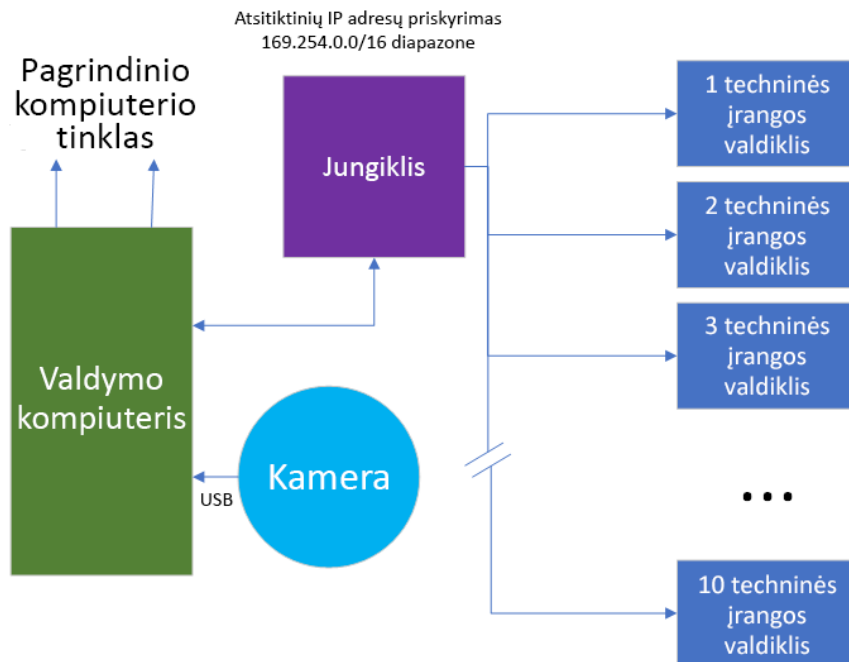 Atsitiktinių IP adresų priskyrimas
169.254.0.0/16 diapazone
Pagrindinio
kompiuterio
tinklas
Jungiklis
1 techninės
įrangos
valdiklis
2 techninės
įrangos
valdiklis
3 techninės
įrangos
valdiklis
Valdymo
kompiuteris
Kamera
USB
...
10 techninės
įrangos
valdiklis